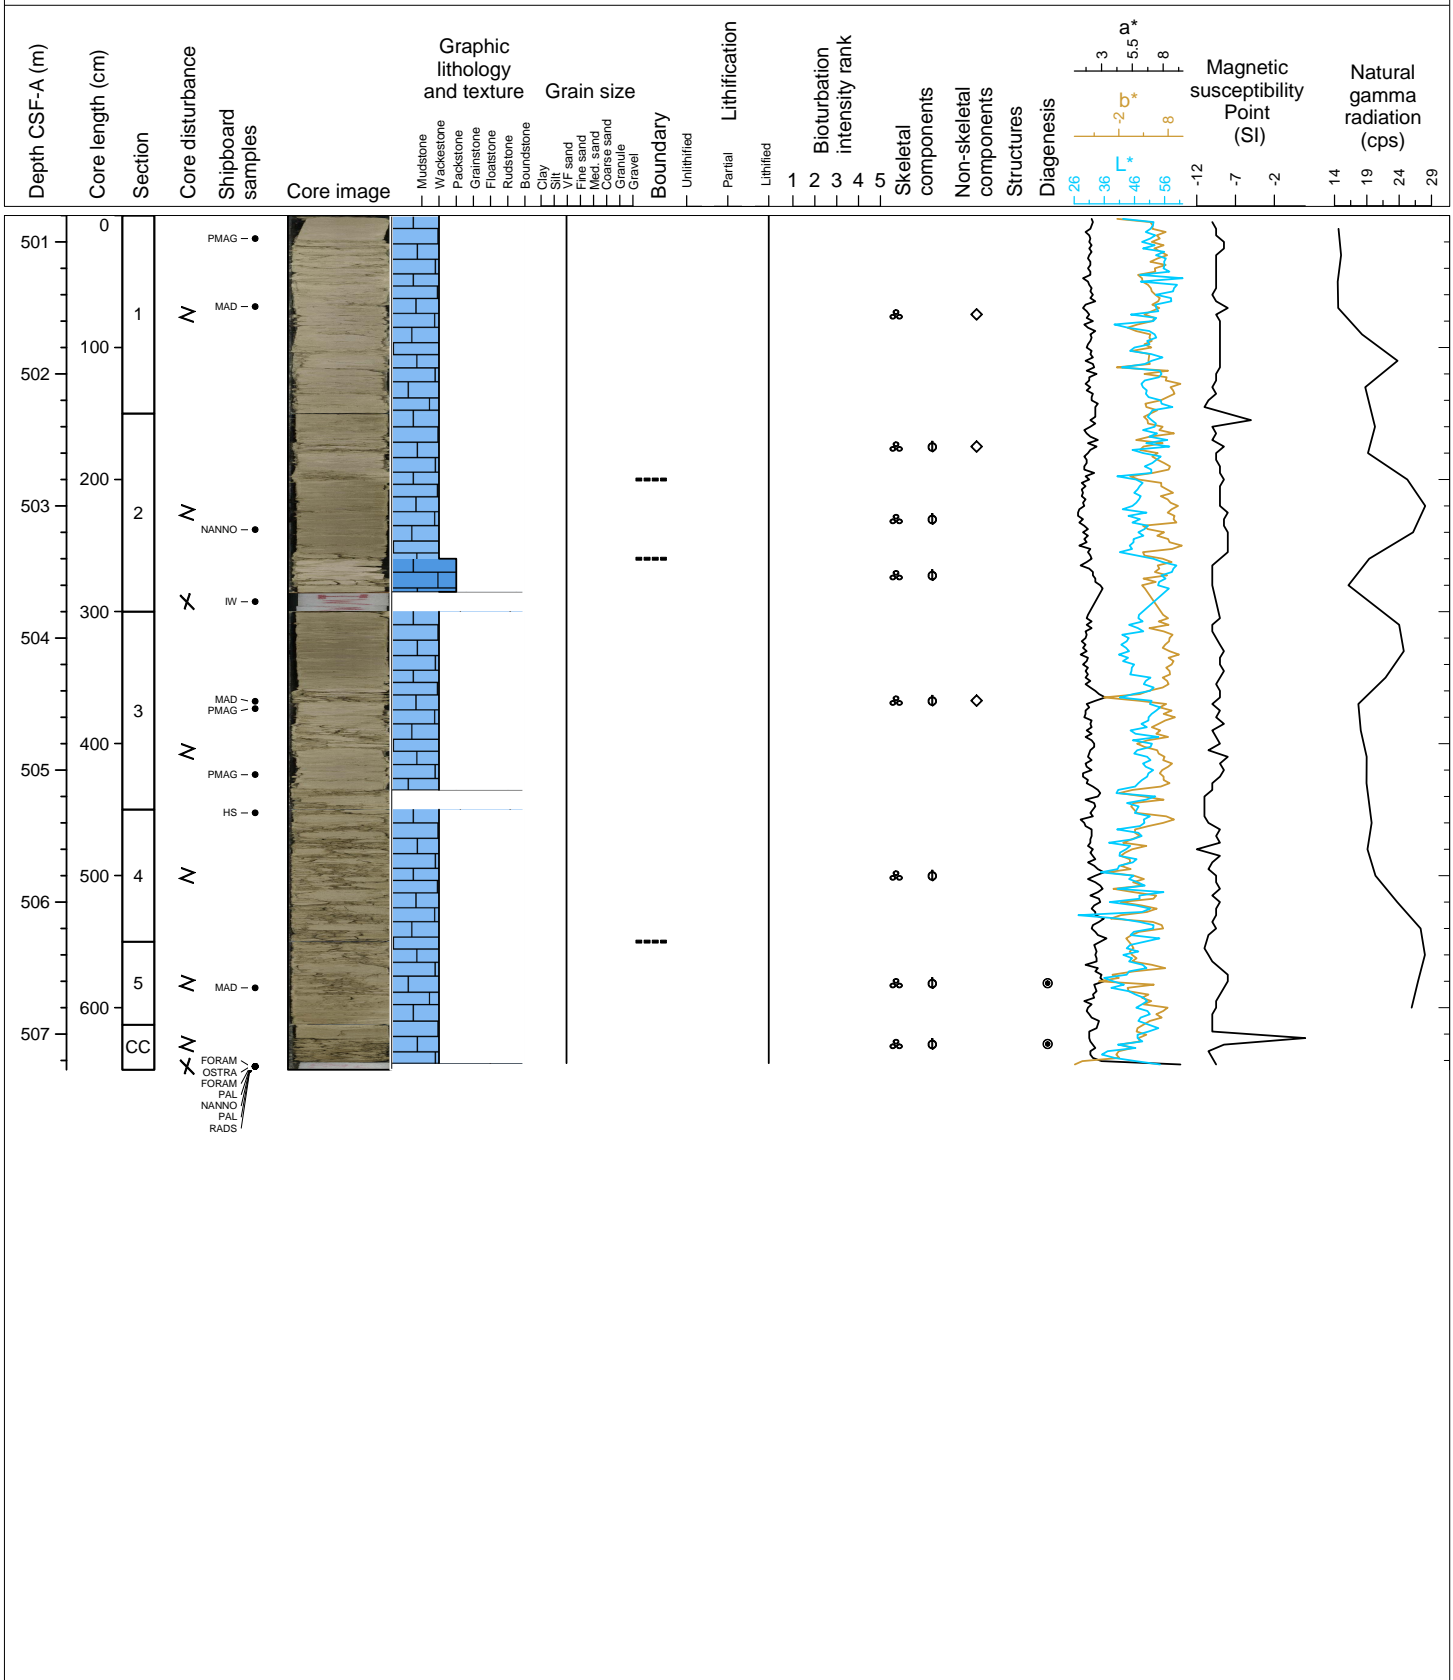 Depth CSF-A (m)
Core length (cm)
Section
Core disturbance
Shipboard
samples
Core image
Graphic
lithology
and texture
Mudstone
Wackestone
Packstone
Grainstone
Floatstone
Rudstone
Boundstone
Grain size
Clay
Silt
VF sand
Fine sand
Med. sand
Coarse sand
Granule
Gravel
Boundary
Lithification
Unlithified
Partial
Lithified
Bioturbation
intensity rank
1 2 3 4 5
Skeletal
components
Non-skeletal
components
Structures
Diagenesis
a*
3 5.5 8
b*
-2 8
L*
26 36 46 56
Magnetic
susceptibility
Point
(SI)
-12 -7 -2
Natural
gamma
radiation
(cps)
14 19 24 29
0
501
PMAG
MAD
1
100
502
200
503
2
NANNO
IW
300
504
MAD
3
PMAG
400
505
PMAG
HS
4
500
506
5
MAD
600
507
CC
FORAM
OSTRA
FORAM
PAL
NANNO
PAL
RADS